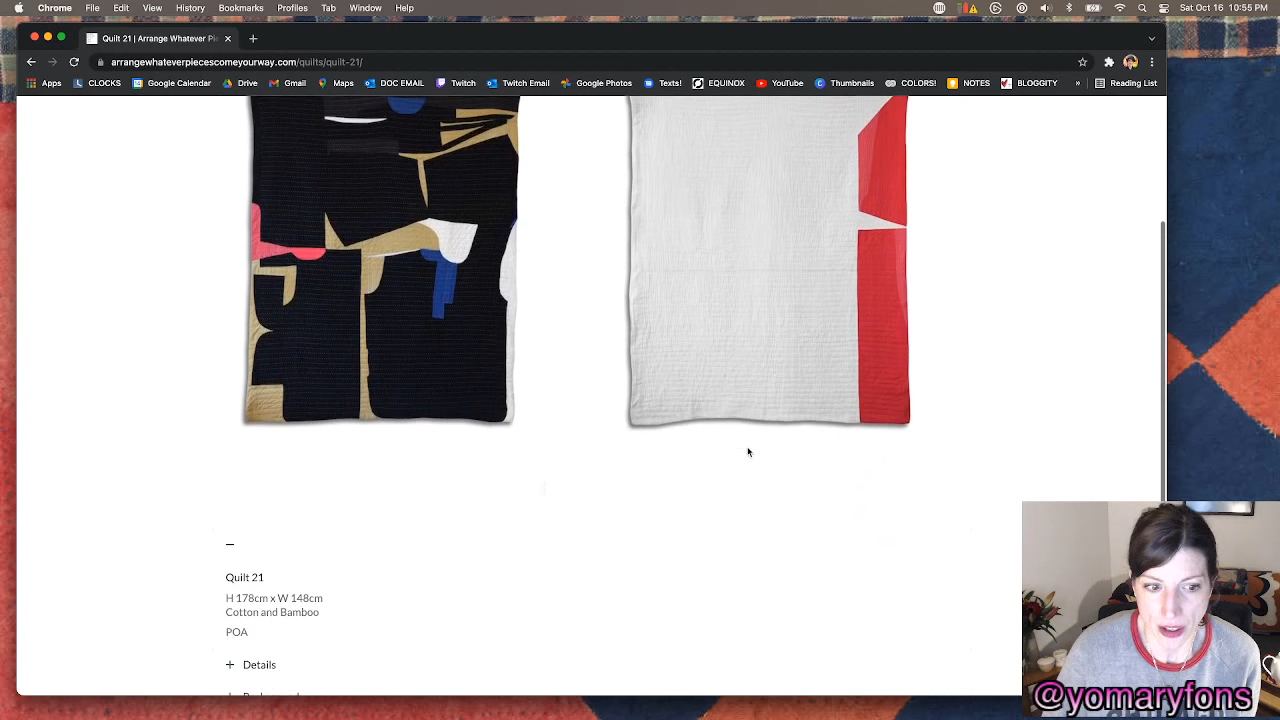 Chrome File Edit View History Bookmarks Profiles Tab Window Help Sat Oct 16 10:55 PM
Quilt 21 | Arrange Whatever Pie
arrangewhateverpiecescomeyourway.com/quilts/quilt-21/
Apps CLOCKS Google Calendar Drive Gmail Maps DOC EMAIL Twitch Twitch Email Google Photos Texts! EQUINIX YouTube Thumbnails COLORS! NOTES BLOGGITY » Reading List
Quilt 21
H 178cm x W 148cm
Cotton and Bamboo
POA
+ Details
@yomaryfons